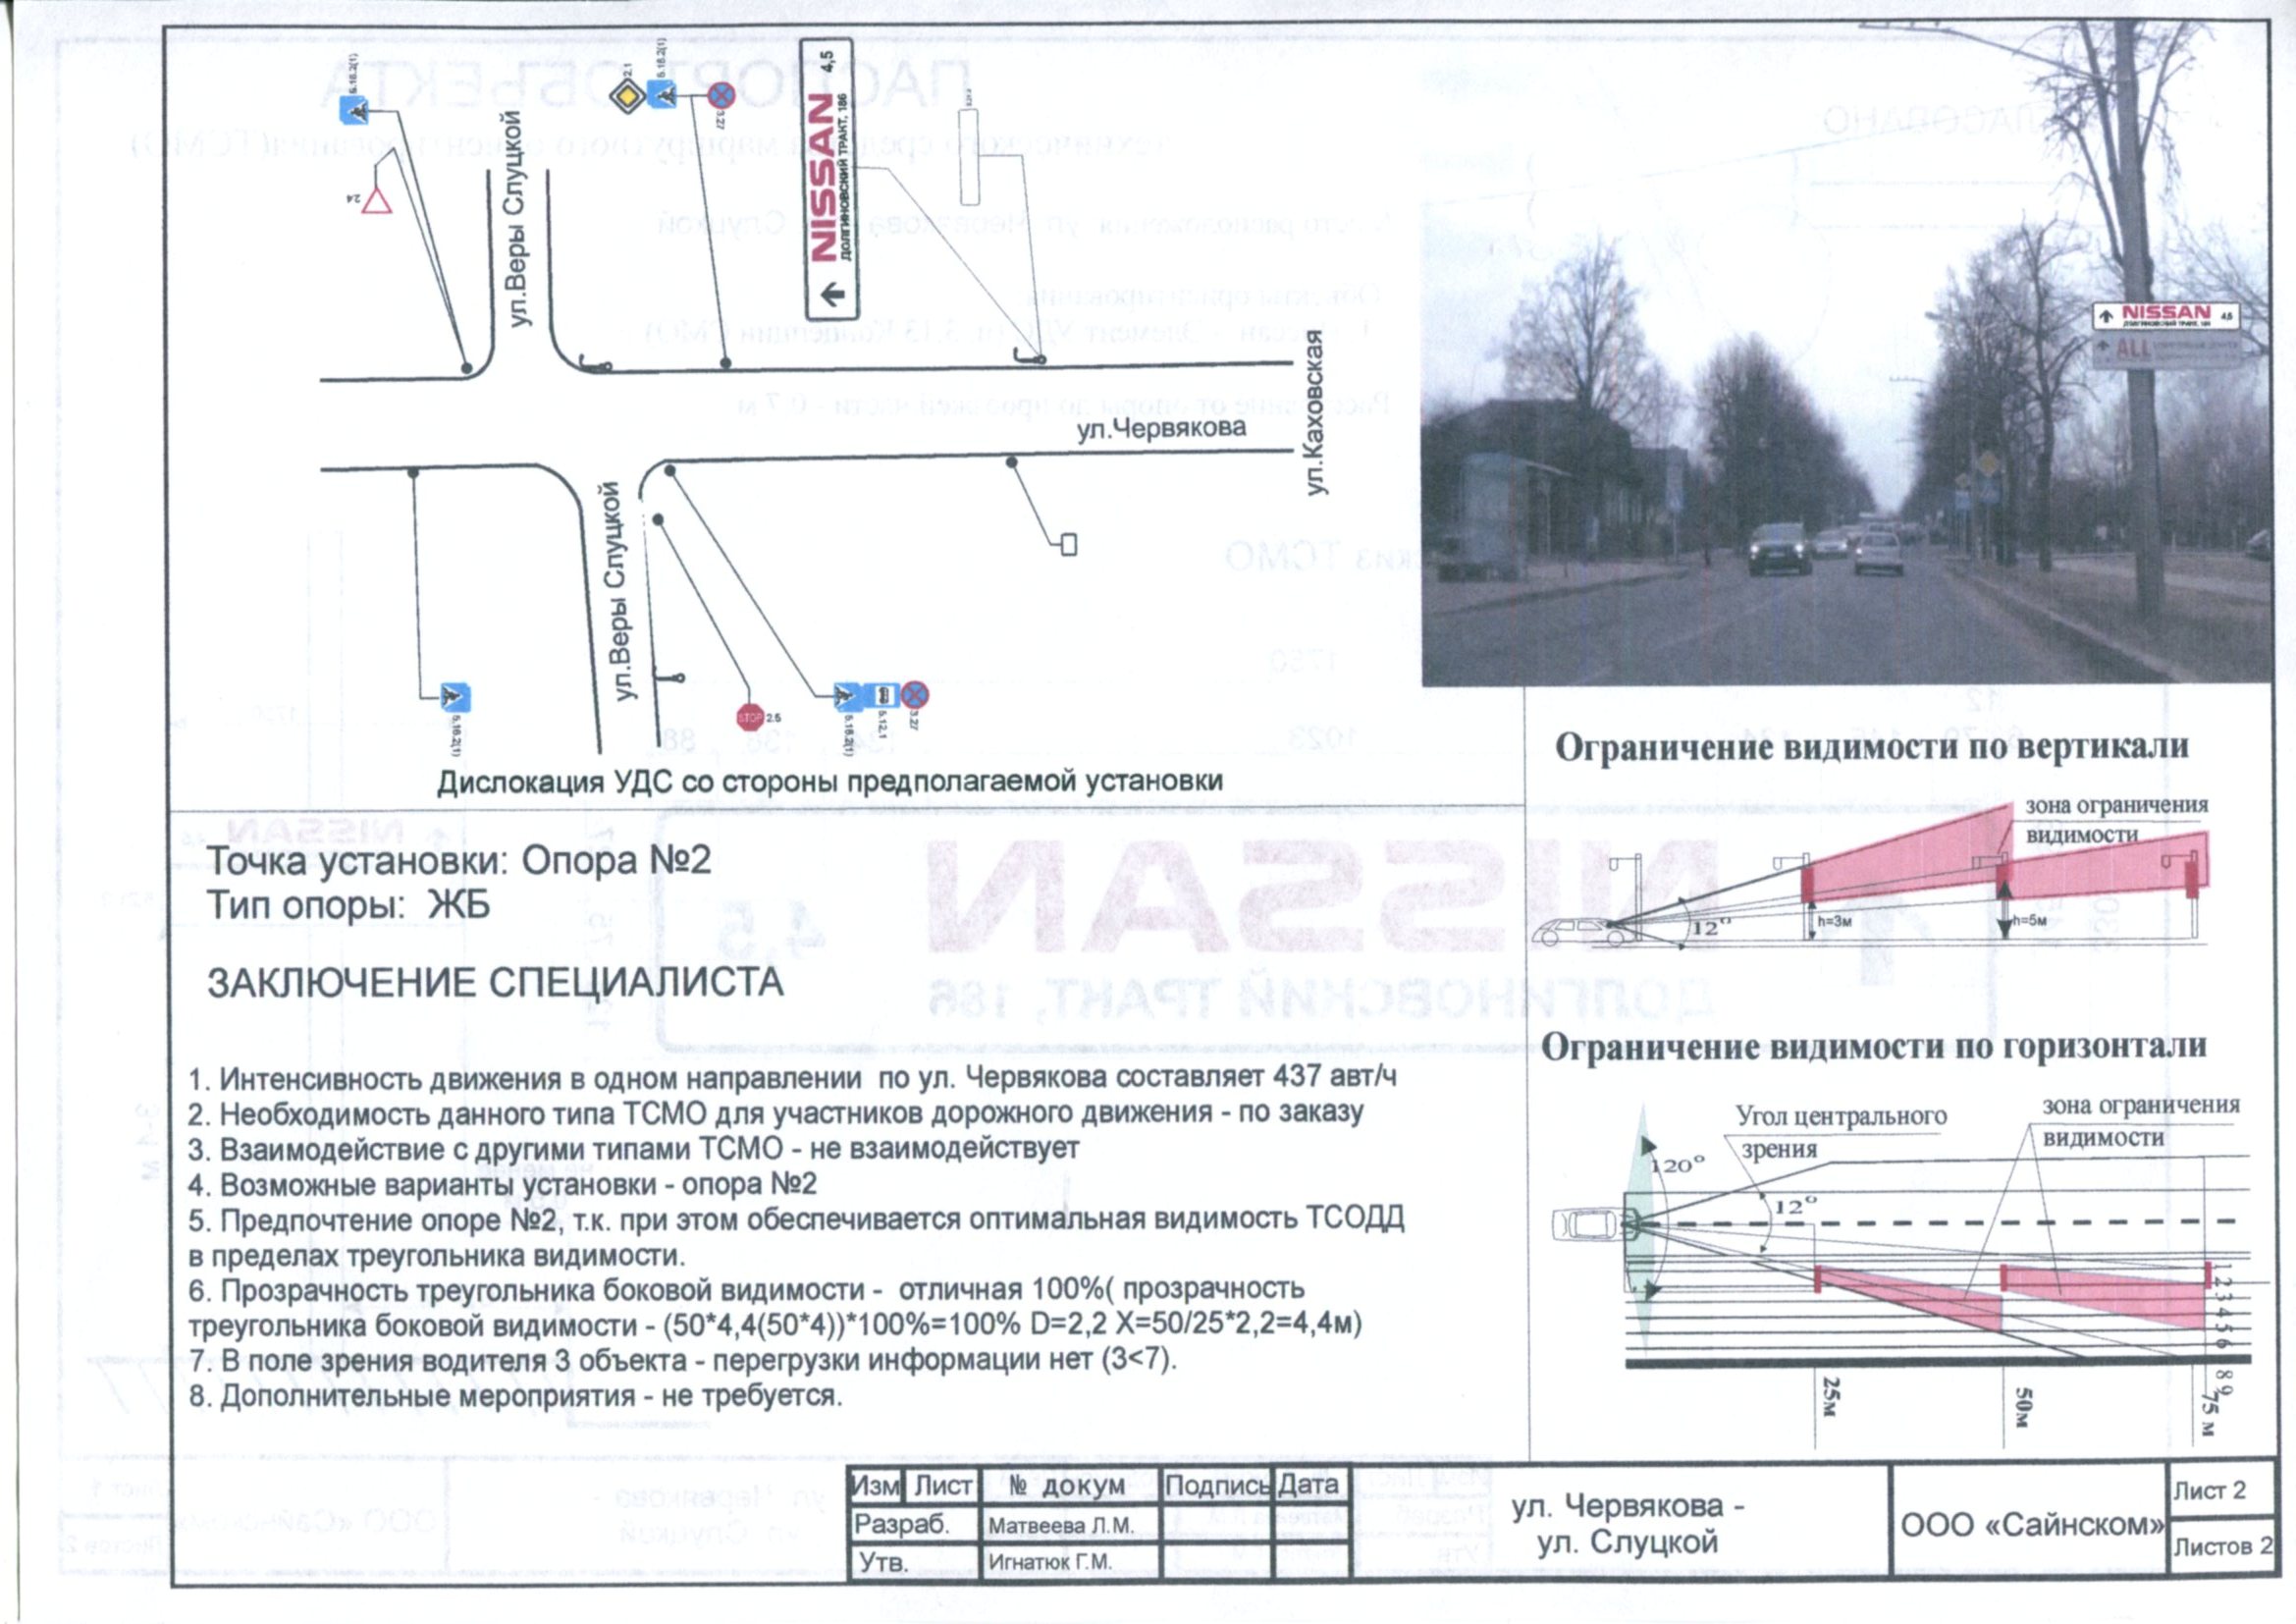 5.16.2(1)
2.4
ул.Веры Слуцкой
2.1
5.16.2(1)
3.27
NISSAN 4,5
ДОЛГИНОВСКИЙ ТРАКТ, 186
ул.Червякова
ул.Каховская
ул.Веры Слуцкой
5.16.2(1)
STOP 2.5
5.16.2(1)
5.12.1
3.27
Дислокация УДС со стороны предполагаемой установки
NISSAN 4,5
ДОЛГИНОВСКИЙ ТРАКТ, 186
ALL
Точка установки: Опора №2
Тип опоры: ЖБ
ЗАКЛЮЧЕНИЕ СПЕЦИАЛИСТА
1. Интенсивность движения в одном направлении по ул. Червякова составляет 437 авт/ч
2. Необходимость данного типа ТСМО для участников дорожного движения - по заказу
3. Взаимодействие с другими типами ТСМО - не взаимодействует
4. Возможные варианты установки - опора №2
5. Предпочтение опоре №2, т.к. при этом обеспечивается оптимальная видимость ТСОДД
в пределах треугольника видимости.
6. Прозрачность треугольника боковой видимости - отличная 100%( прозрачность
треугольника боковой видимости - (50*4,4(50*4))*100%=100% D=2,2 X=50/25*2,2=4,4м)
7. В поле зрения водителя 3 объекта - перегрузки информации нет (3<7).
8. Дополнительные мероприятия - не требуется.
Ограничение видимости по вертикали
зона ограничения
видимости
12°
h=3м
h=5м
Ограничение видимости по горизонтали
Угол центрального
зрения
зона ограничения
видимости
120°
12°
1 2 3 4 5 6 8 9
25м
50м
75 м
Изм Лист № докум Подпись Дата
Разраб. Матвеева Л.М.
Утв. Игнатюк Г.М.
ул. Червякова -
ул. Слуцкой
ООО «Сайнском»
Лист 2
Листов 2